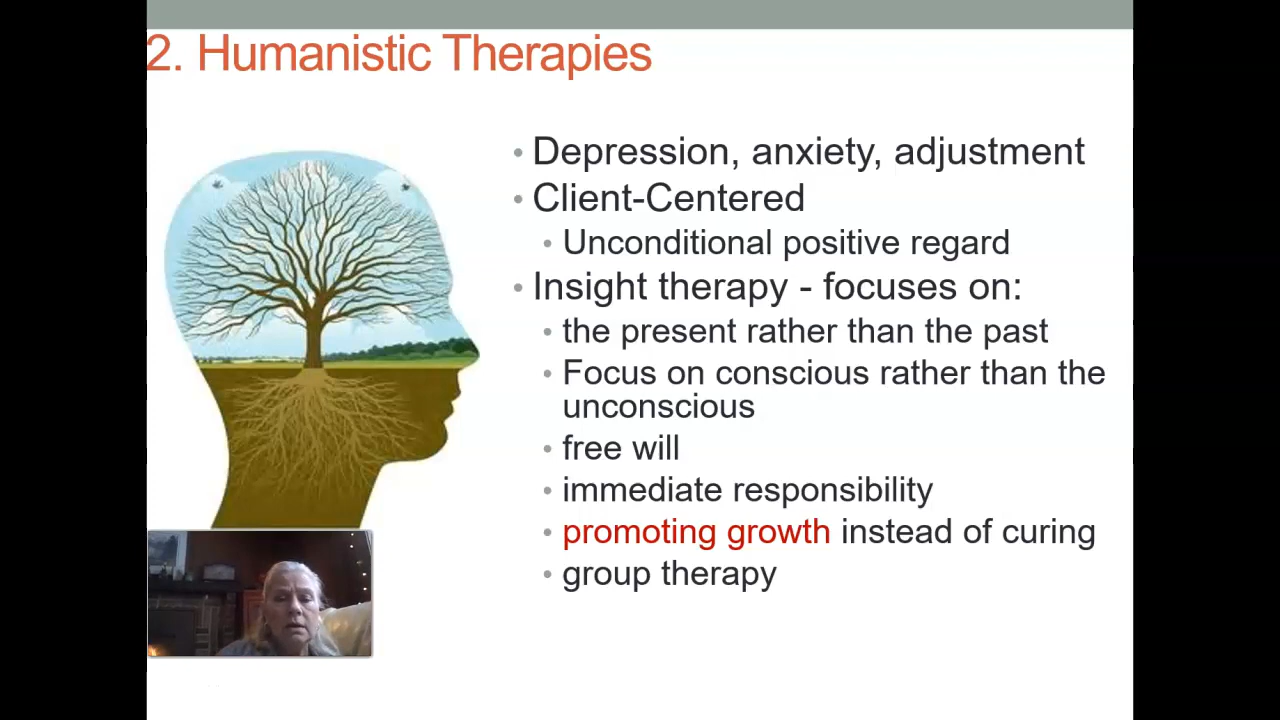 2. Humanistic Therapies
• Depression, anxiety, adjustment
• Client-Centered
• Unconditional positive regard
• Insight therapy - focuses on:
• the present rather than the past
• Focus on conscious rather than the
unconscious
• free will
• immediate responsibility
• promoting growth instead of curing
• group therapy